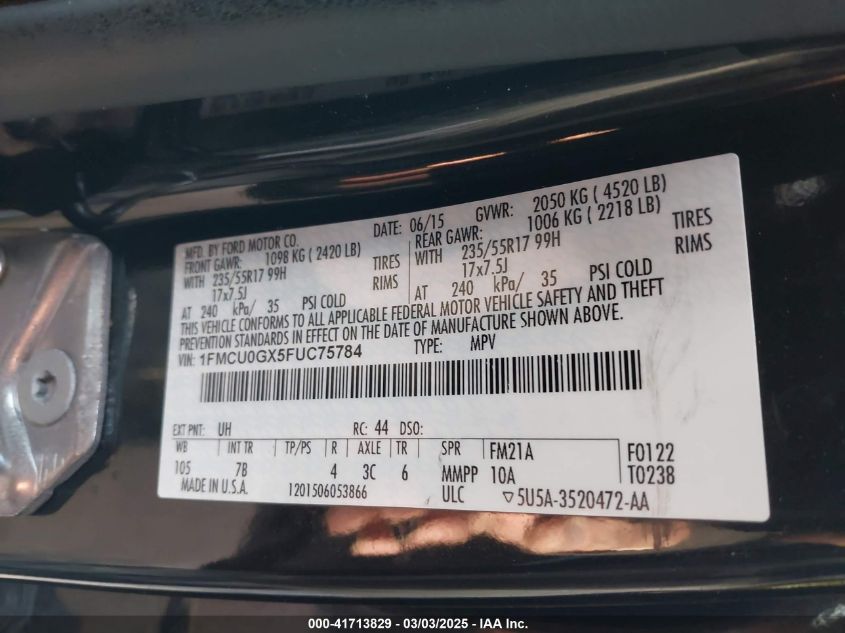 MFD. BY FORD MOTOR CO.
DATE: 06/15 GVWR: 2050 KG ( 4520 LB)
FRONT GAWR: 1098 KG ( 2420 LB) REAR GAWR: 1006 KG ( 2218 LB)
WITH 235/55R17 99H TIRES WITH 235/55R17 99H TIRES
17x7.5J RIMS 17x7.5J RIMS
AT 240 kPa/ 35 PSI COLD AT 240 kPa/ 35 PSI COLD
THIS VEHICLE CONFORMS TO ALL APPLICABLE FEDERAL MOTOR VEHICLE SAFETY AND THEFT
PREVENTION STANDARDS IN EFFECT ON THE DATE OF MANUFACTURE SHOWN ABOVE.
VIN: 1FMCU0GX5FUC75784 TYPE: MPV
EXT PNT: UH RC: 44 DSO:
WB INT TR TP/PS R AXLE TR SPR FM21A F0122
105 7B 4 3C 6 MMPP 10A T0238
MADE IN U.S.A. 1201506053866 ULC ▽5U5A-3520472-AA
000-41713829 - 03/03/2025 - IAA Inc.